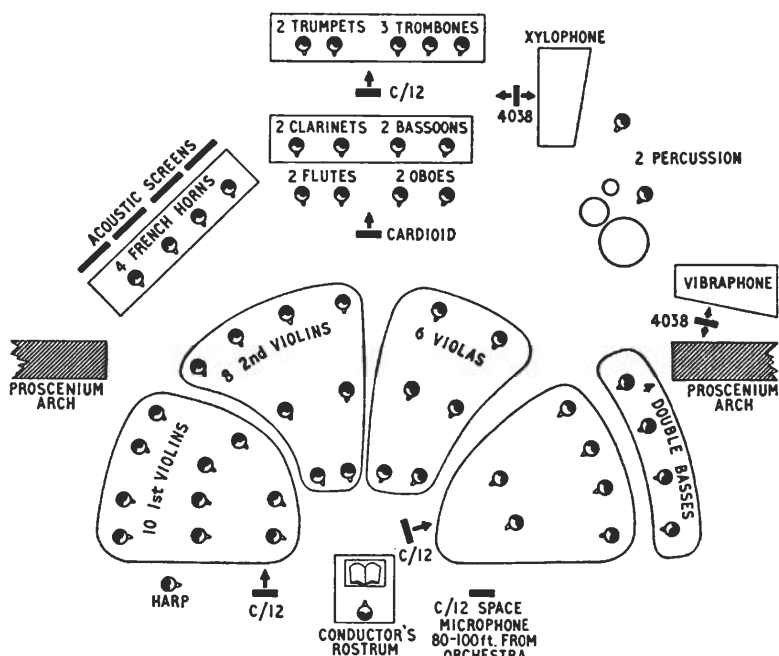 2 TRUMPETS 3 TROMBONES
C/12
XYLOPHONE
4038
2 CLARINETS 2 BASSOONS
2 FLUTES 2 OBOES
CARDIOID
2 PERCUSSION
ACOUSTIC SCREENS
4 FRENCH HORNS
VIBRAPHONE
4038
PROSCENIUM
ARCH
8 2nd VIOLINS
6 VIOLAS
PROSCENIUM
ARCH
10 1st VIOLINS
4 DOUBLE BASSES
C/12
HARP
C/12
CONDUCTOR'S
ROSTRUM
C/12 SPACE
MICROPHONE
80-100ft. FROM
ORCHESTRA